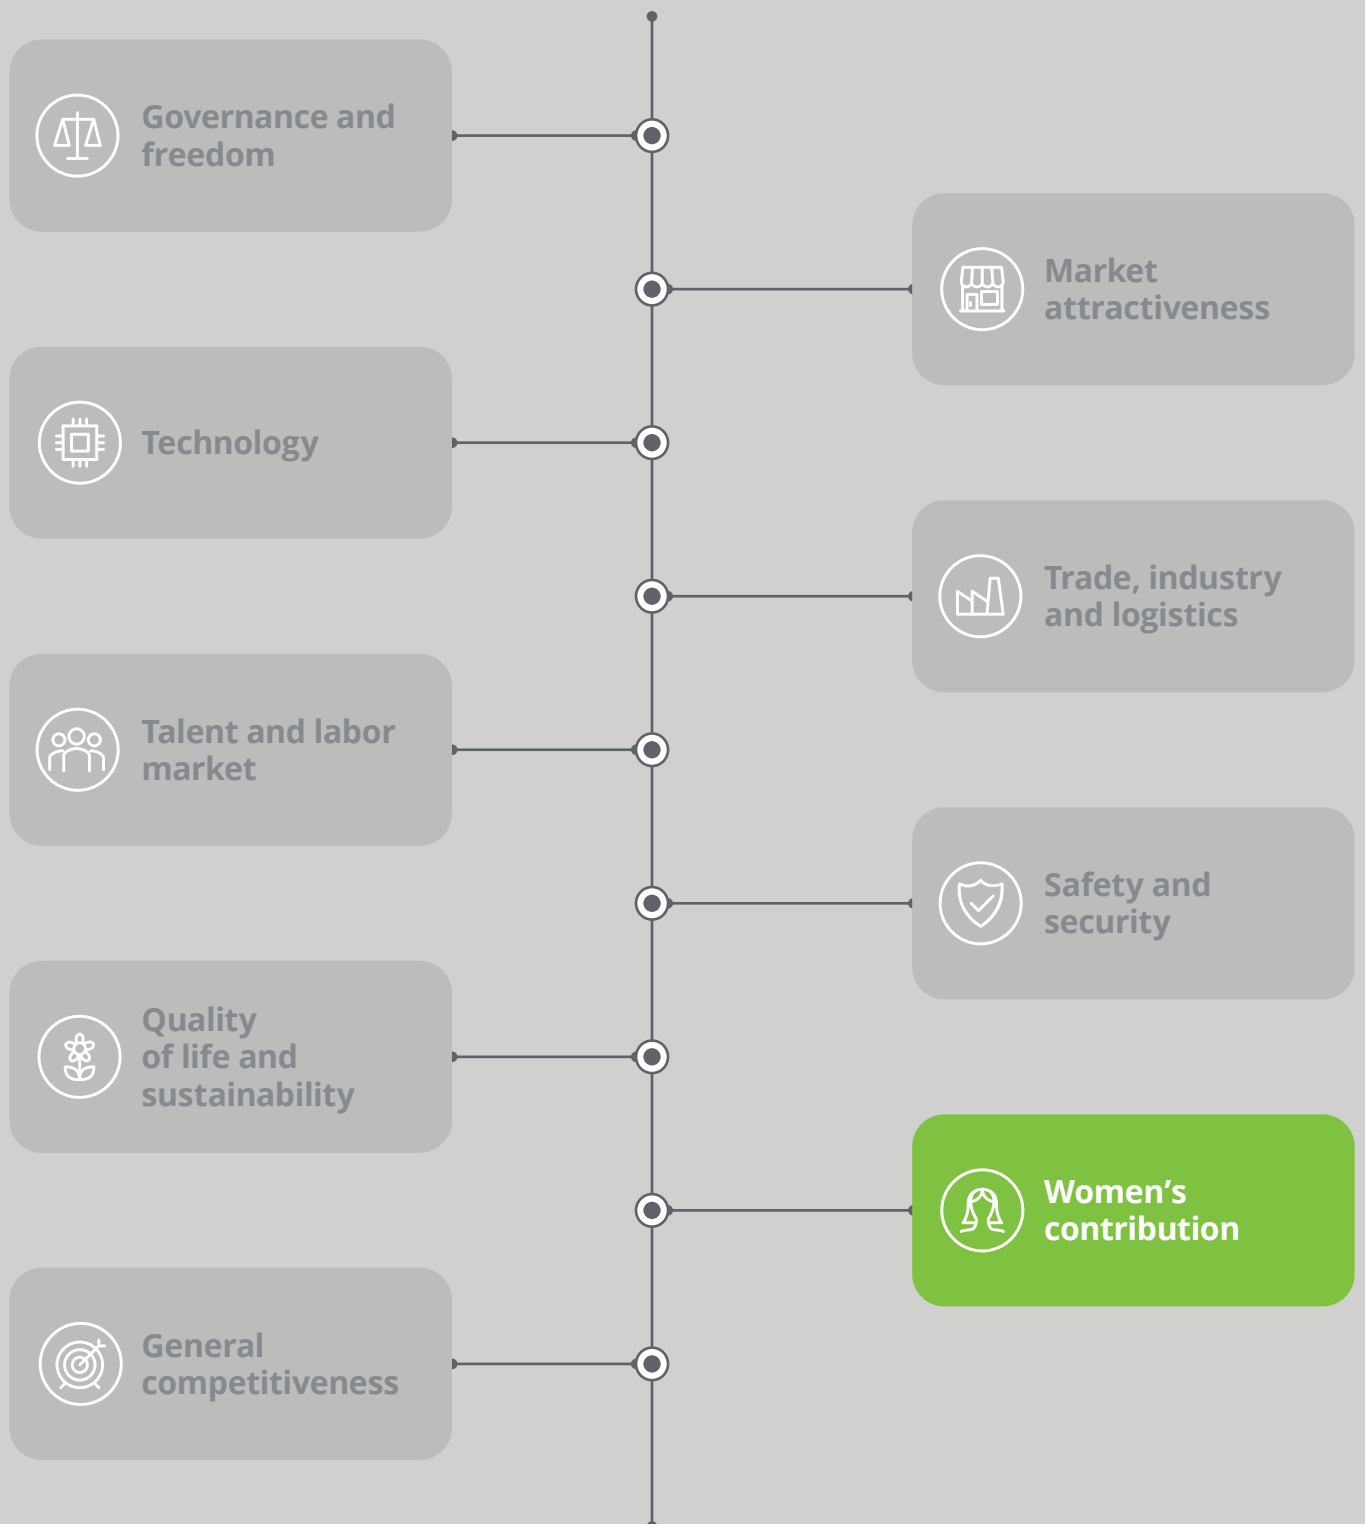 Governance and
freedom
Market
attractiveness
Technology
Trade, industry
and logistics
Talent and labor
market
Safety and
security
Quality
of life and
sustainability
Women’s
contribution
General
competitiveness